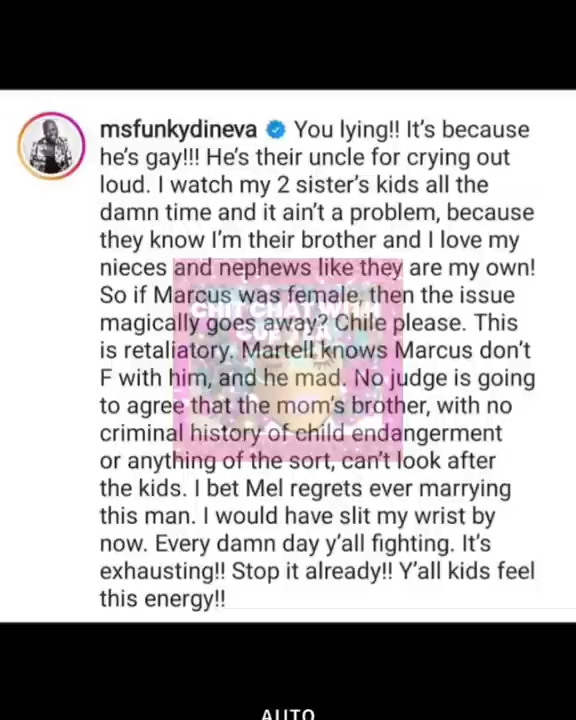 msfunkydineva You lying!! It's because
he's gay!!! He's their uncle for crying out
loud. I watch my 2 sister's kids all the
damn time and it ain't a problem, because
they know I'm their brother and I love my
nieces and nephews like they are my own!
So if Marcus was female, then the issue
magically goes away? Chile please. This
is retaliatory. Martell knows Marcus don't
F with him, and he mad. No judge is going
to agree that the mom's brother, with no
criminal history of child endangerment
or anything of the sort, can't look after
the kids. I bet Mel regrets ever marrying
this man. I would have slit my wrist by
now. Every damn day y'all fighting. It's
exhausting!! Stop it already!! Y'all kids feel
this energy!!
CHIT CHAT WITH
AUTO